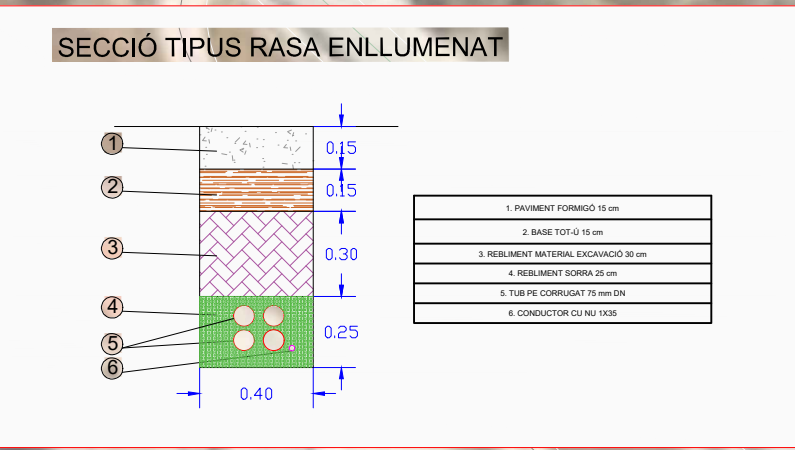 SECCIÓ TIPUS RASA ENLLUMENAT
1
0.15
2
0.15
3
0.30
4
0.25
5
6
0.40
1. PAVIMENT FORMIGÓ 15 cm
2. BASE TOT-Ú 15 cm
3. REBLIMENT MATERIAL EXCAVACIÓ 30 cm
4. REBLIMENT SORRA 25 cm
5. TUB PE CORRUGAT 75 mm DN
6. CONDUCTOR CU NU 1X35